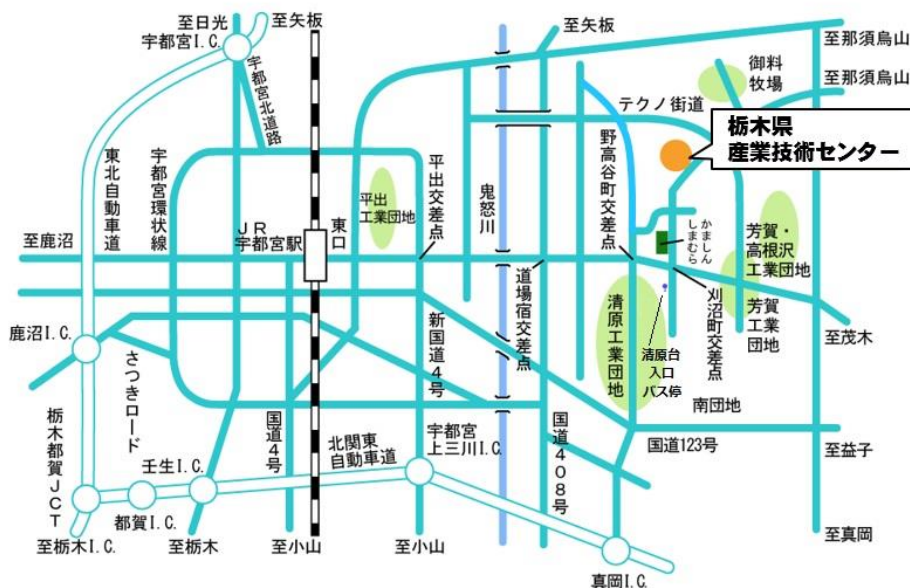 至日光
宇都宮I.C.
至矢板
至矢板
至那須烏山
至那須烏山
御料
牧場
テクノ街道
栃木県
産業技術センター
宇都宮北道路
東北自動車道
宇都宮環状線
平出
工業団地
平出交差点
鬼怒川
野高谷町交差点
かましん
しまむら
芳賀・
高根沢
工業団地
至鹿沼
JR
宇都宮駅
東口
道場宿交差点
清原工業団地
刈沼町交差点
芳賀工業
団地
至茂木
鹿沼I.C.
さつきロード
新国道4号
清原台
入口
バス停
南団地
国道4号
栃木都賀JCT
壬生I.C.
都賀I.C.
北関東
自動車道
宇都宮
上三川I.C.
国道408号
国道123号
至益子
至栃木I.C.
至栃木
至小山
至小山
真岡I.C.
至真岡